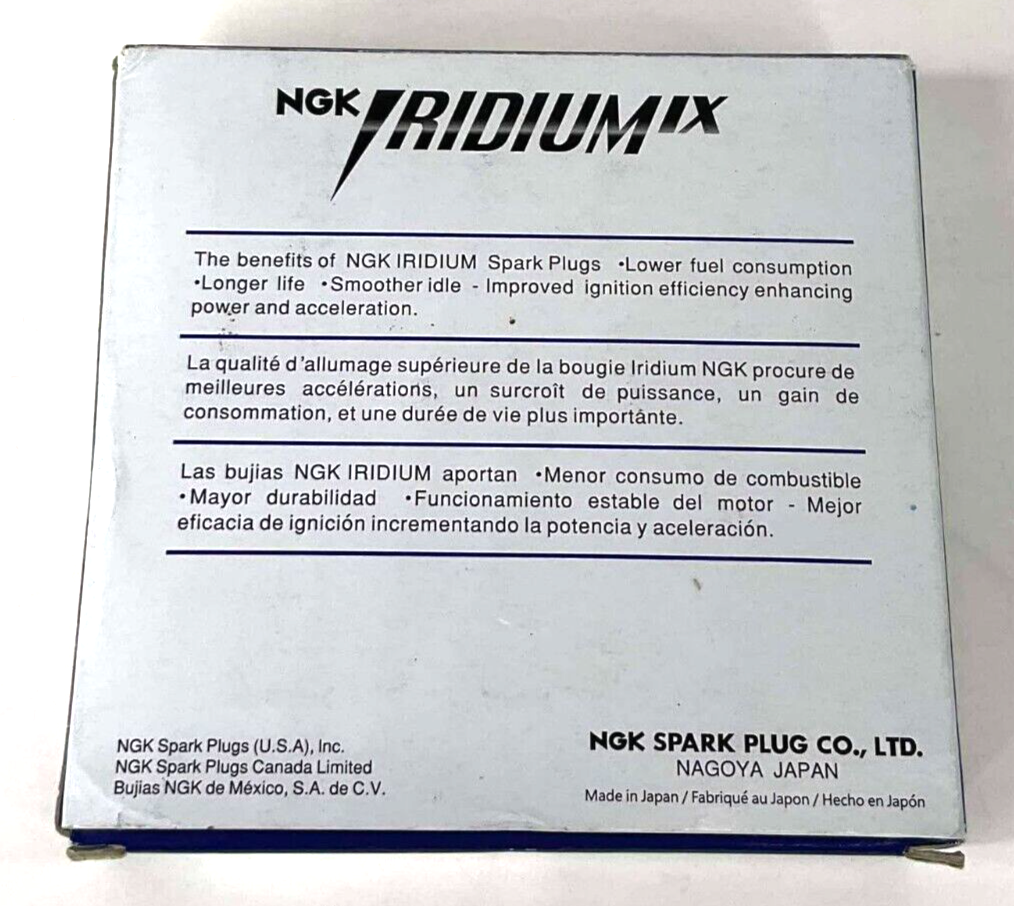 NGK IRIDIUM IX
The benefits of NGK IRIDIUM Spark Plugs •Lower fuel consumption
•Longer life •Smoother idle - Improved ignition efficiency enhancing
power and acceleration.
La qualité d'allumage supérieure de la bougie Iridium NGK procure de
meilleures accélérations, un surcroît de puissance, un gain de
consommation, et une durée de vie plus importante.
Las bujias NGK IRIDIUM aportan •Menor consumo de combustible
•Mayor durabilidad •Funcionamiento estable del motor - Mejor
eficacia de ignición incrementando la potencia y aceleración.
NGK Spark Plugs (U.S.A), Inc.
NGK Spark Plugs Canada Limited
Bujias NGK de México, S.A. de C.V.
NGK SPARK PLUG CO., LTD.
NAGOYA JAPAN
Made in Japan / Fabriqué au Japon / Hecho en Japón